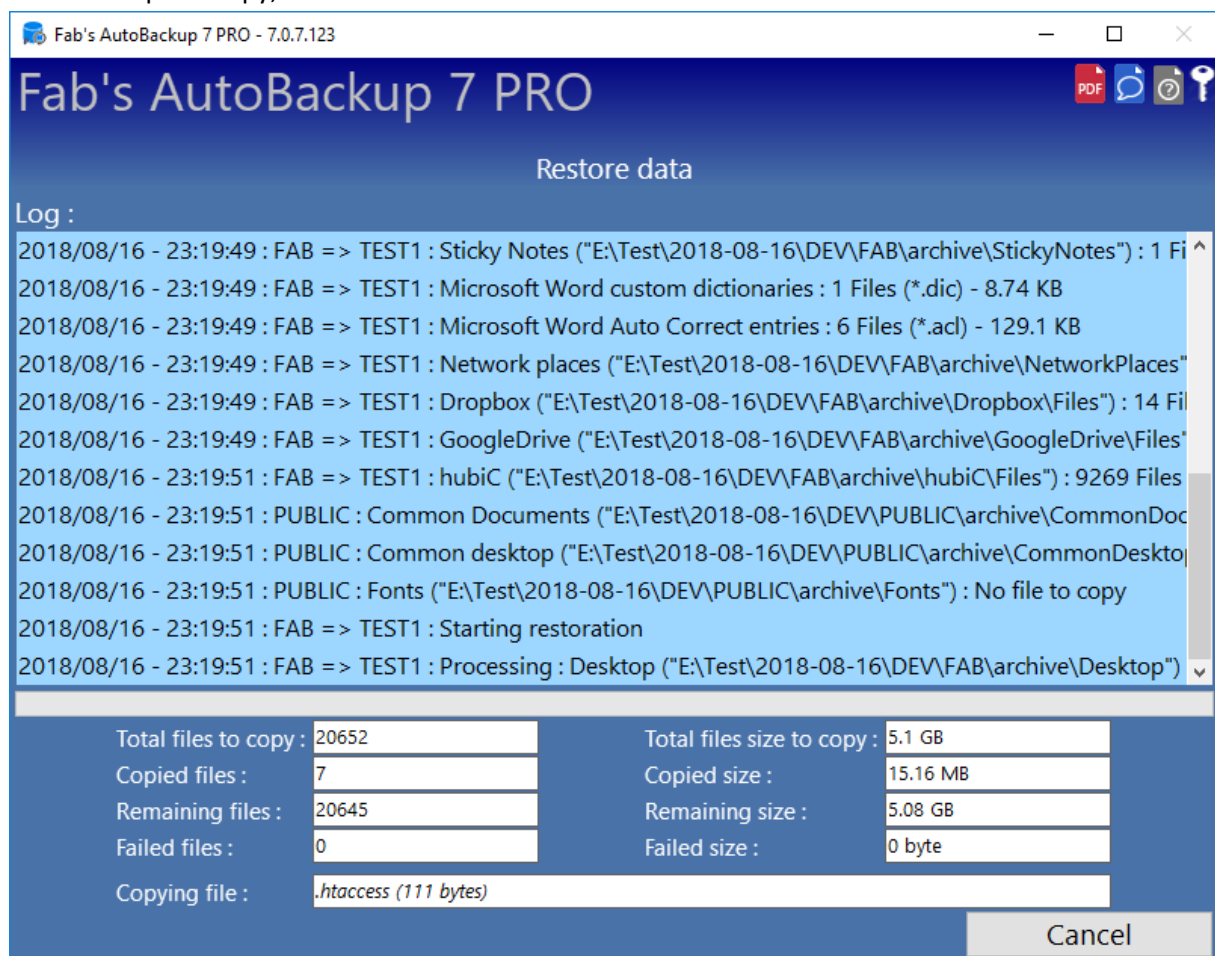 Fab's AutoBackup 7 PRO - 7.0.7.123
Fab's AutoBackup 7 PRO
PDF
Restore data
Log :
2018/08/16 - 23:19:49 : FAB => TEST1 : Sticky Notes ("E:\Test\2018-08-16\DEV\FAB\archive\StickyNotes") : 1 Fi
2018/08/16 - 23:19:49 : FAB => TEST1 : Microsoft Word custom dictionaries : 1 Files (*.dic) - 8.74 KB
2018/08/16 - 23:19:49 : FAB => TEST1 : Microsoft Word Auto Correct entries : 6 Files (*.acl) - 129.1 KB
2018/08/16 - 23:19:49 : FAB => TEST1 : Network places ("E:\Test\2018-08-16\DEV\FAB\archive\NetworkPlaces"
2018/08/16 - 23:19:49 : FAB => TEST1 : Dropbox ("E:\Test\2018-08-16\DEV\FAB\archive\Dropbox\Files") : 14 Fil
2018/08/16 - 23:19:49 : FAB => TEST1 : GoogleDrive ("E:\Test\2018-08-16\DEV\FAB\archive\GoogleDrive\Files"
2018/08/16 - 23:19:51 : FAB => TEST1 : hubiC ("E:\Test\2018-08-16\DEV\FAB\archive\hubiC\Files") : 9269 Files
2018/08/16 - 23:19:51 : PUBLIC : Common Documents ("E:\Test\2018-08-16\DEV\PUBLIC\archive\CommonDoc
2018/08/16 - 23:19:51 : PUBLIC : Common desktop ("E:\Test\2018-08-16\DEV\PUBLIC\archive\CommonDesktop
2018/08/16 - 23:19:51 : PUBLIC : Fonts ("E:\Test\2018-08-16\DEV\PUBLIC\archive\Fonts") : No file to copy
2018/08/16 - 23:19:51 : FAB => TEST1 : Starting restoration
2018/08/16 - 23:19:51 : FAB => TEST1 : Processing : Desktop ("E:\Test\2018-08-16\DEV\FAB\archive\Desktop")
Total files to copy : 20652 Total files size to copy : 5.1 GB
Copied files : 7 Copied size : 15.16 MB
Remaining files : 20645 Remaining size : 5.08 GB
Failed files : 0 Failed size : 0 byte
Copying file : .htaccess (111 bytes)
Cancel